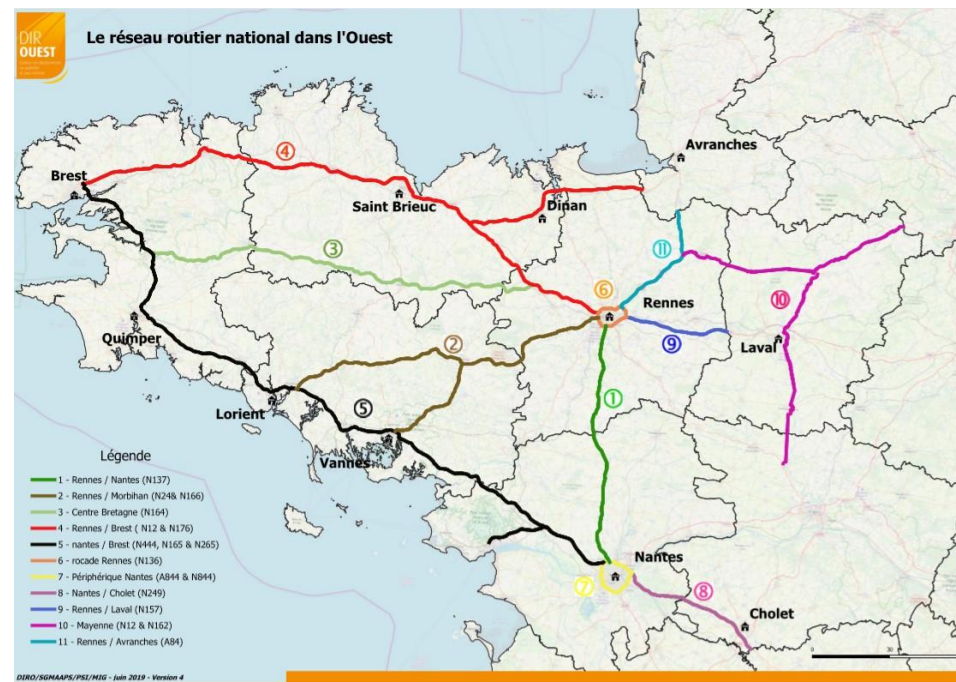 DIR
OUEST
Le réseau routier national dans l'Ouest
Avranches
④
Brest
Saint Brieuc
Dinan
③
⑪
⑥
Rennes
⑩
Quimper
②
⑨
Laval
Lorient
⑤
①
Vannes
Légende
1 - Rennes / Nantes (N137)
2 - Rennes / Morbihan (N24& N166)
3 - Centre Bretagne (N164)
4 - Rennes / Brest ( N12 & N176)
5 - nantes / Brest (N444, N165 & N265)
6 - rocade Rennes (N136)
7 - Périphérique Nantes (A844 & N844)
8 - Nantes / Cholet (N249)
9 - Rennes / Laval (N157)
10 - Mayenne (N12 & N162)
11 - Rennes / Avranches (A84)
Nantes
⑦
⑧
Cholet
0 30
DIRO/SGMAAPS/PSI/MIG - juin 2019 - Version 4